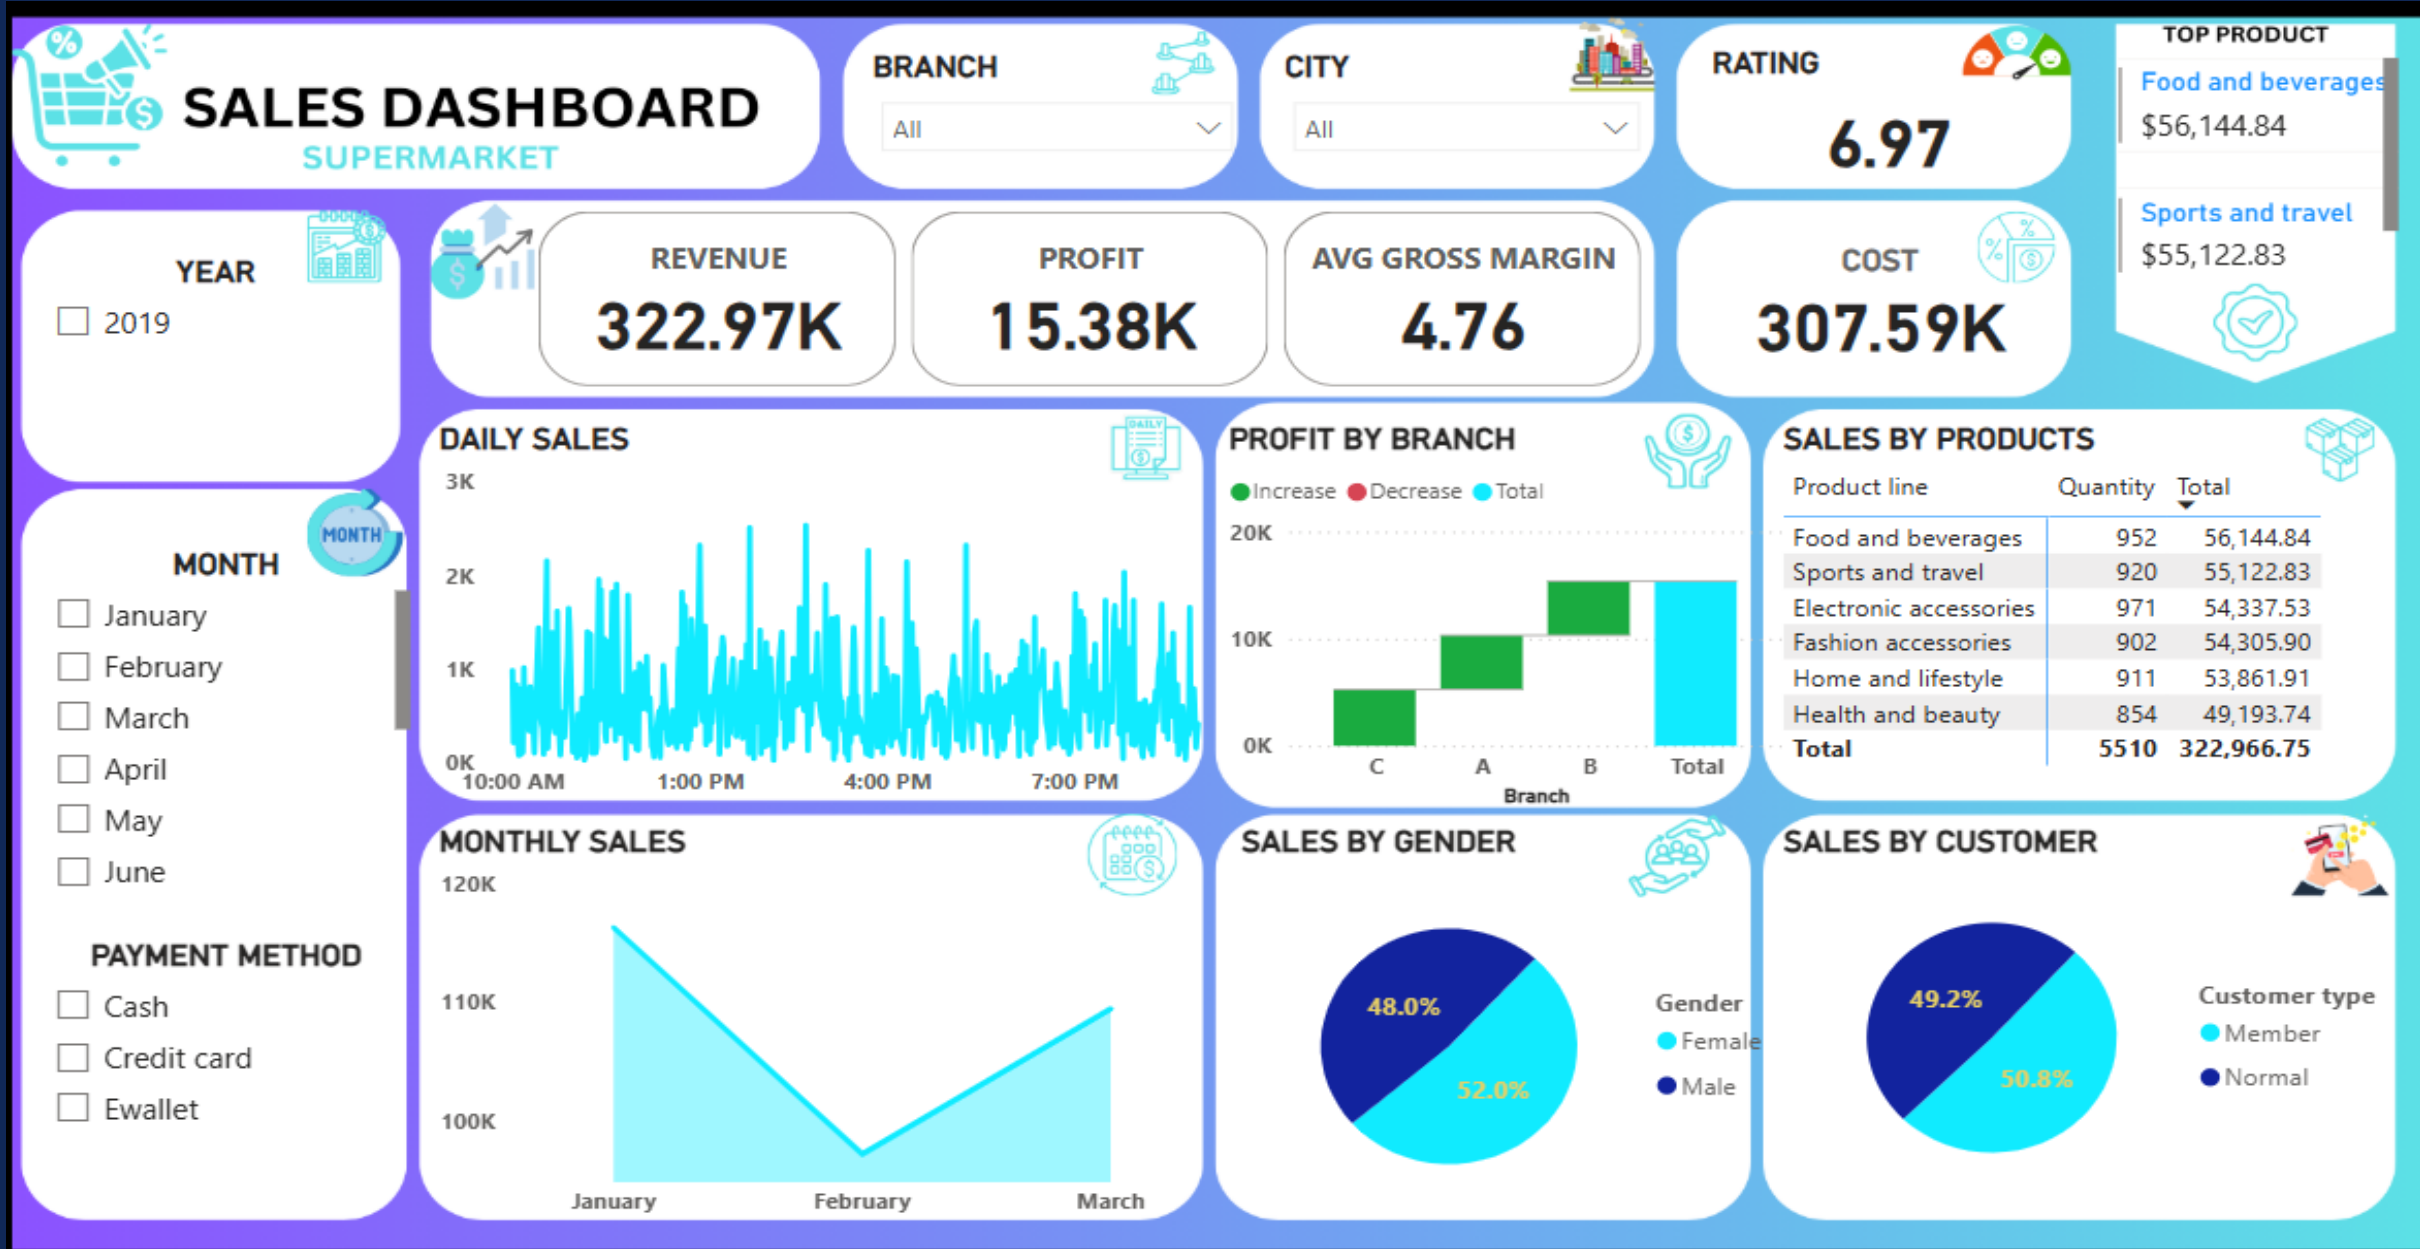 SALES DASHBOARD
SUPERMARKET
BRANCH
All
CITY
All
RATING
6.97
TOP PRODUCT
Food and beverages
$56,144.84
Sports and travel
$55,122.83
YEAR
2019
REVENUE
322.97K
PROFIT
15.38K
AVG GROSS MARGIN
4.76
COST
307.59K
MONTH
MONTH
January
February
March
April
May
June
PAYMENT METHOD
Cash
Credit card
Ewallet
DAILY SALES
DAILY
3K
2K
1K
0K
10:00 AM 1:00 PM 4:00 PM 7:00 PM
PROFIT BY BRANCH
Increase Decrease Total
20K
10K
0K
C A B Total
Branch
SALES BY PRODUCTS
Product line Quantity Total
Food and beverages 952 56,144.84
Sports and travel 920 55,122.83
Electronic accessories 971 54,337.53
Fashion accessories 902 54,305.90
Home and lifestyle 911 53,861.91
Health and beauty 854 49,193.74
Total 5510 322,966.75
MONTHLY SALES
120K
110K
100K
January February March
SALES BY GENDER
48.0%
52.0%
Gender
Female
Male
SALES BY CUSTOMER
49.2%
50.8%
Customer type
Member
Normal